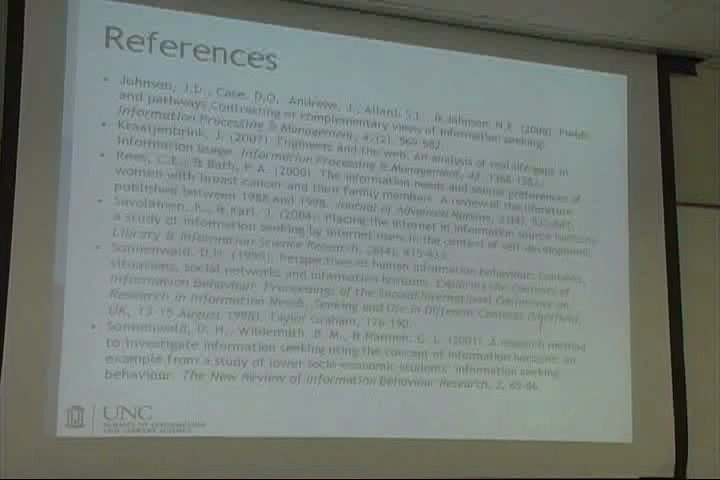 References
• Johnson, J.D., Case, D.O., Andrews, J., Allard, S.L., & Johnson, N.E. (2006). Fields
and pathways: Contrasting or complementary views of information seeking.
Information Processing & Management, 42(2), 569-582.
• Kraaijenbrink, J. (2007). Engineers and the web: An analysis of real life gaps in
information usage. Information Processing & Management, 43, 1368-1382.
• Rees, C.E., & Bath, P.A. (2000). The information needs and source preferences of
women with breast cancer and their family members: A review of the literature
published between 1988 and 1998. Journal of Advanced Nursing, 31(4),
• Savolainen, R., & Kari, J. (2004). Placing the Internet in information source horizons:
a study of information seeking by Internet users in the context of self-development.
Library & Information Science Research, 26(4), 415-433.
• Sonnenwald, D.H. (1999). Perspectives of human information behaviour: Contexts,
situations, social networks and information horizons. Exploring the Contexts of
Information Behaviour: Proceedings of the Second International Conference on
Research in Information Needs, Seeking and Use in Different Contexts (Sheffield,
UK, 13-15 August 1998). Taylor Graham, 176-190.
• Sonnenwald, D. H., Wildemuth, B. M., & Harmon, G. L. (2001). A research method
to investigate information seeking using the concept of information horizons: an
example from a study of lower socio-economic students' information seeking
behaviour. The New Review of Information Behaviour Research, 2, 65-86.
UNC
SCHOOL OF INFORMATION
AND LIBRARY SCIENCE